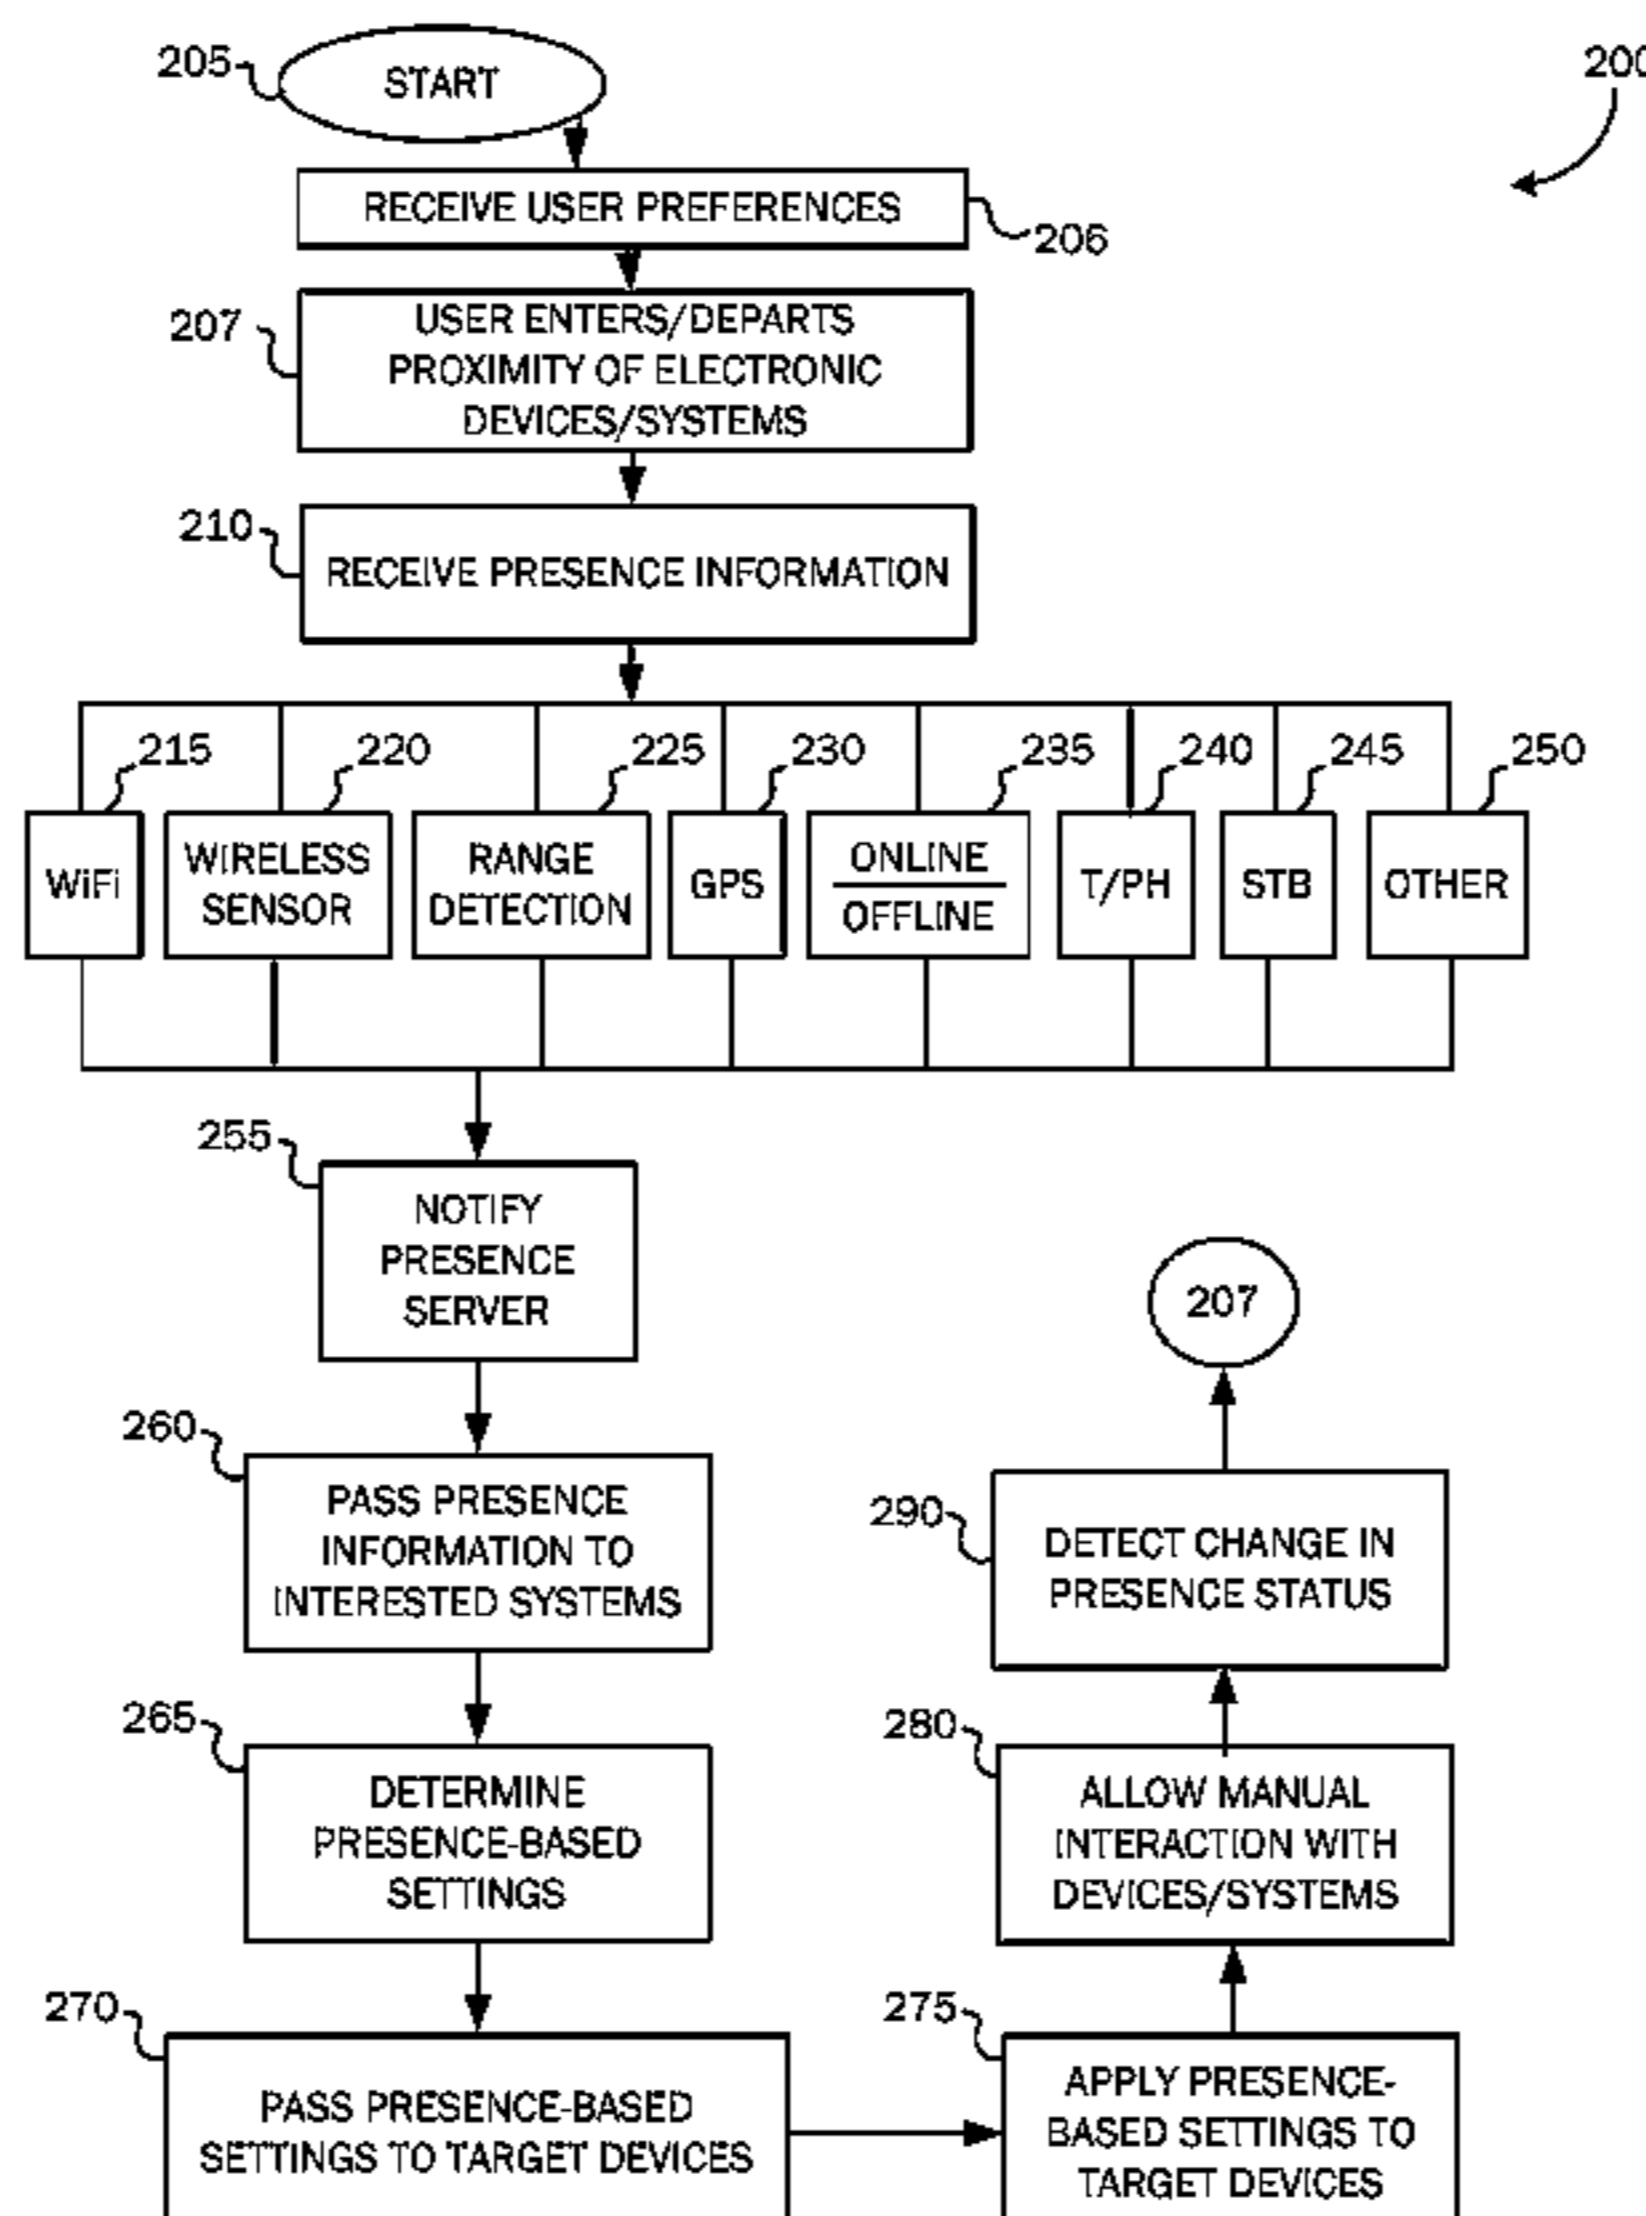 205
START
200
RECEIVE USER PREFERENCES
206
207
USER ENTERS/DEPARTS
PROXIMITY OF ELECTRONIC
DEVICES/SYSTEMS
210
RECEIVE PRESENCE INFORMATION
215
220
225
230
235
240
245
250
WiFi
WIRELESS
SENSOR
RANGE
DETECTION
GPS
ONLINE
OFFLINE
T/PH
STB
OTHER
255
NOTIFY
PRESENCE
SERVER
207
260
PASS PRESENCE
INFORMATION TO
INTERESTED SYSTEMS
290
DETECT CHANGE IN
PRESENCE STATUS
265
DETERMINE
PRESENCE-BASED
SETTINGS
280
ALLOW MANUAL
INTERACTION WITH
DEVICES/SYSTEMS
270
PASS PRESENCE-BASED
SETTINGS TO TARGET DEVICES
275
APPLY PRESENCE-
BASED SETTINGS TO
TARGET DEVICES